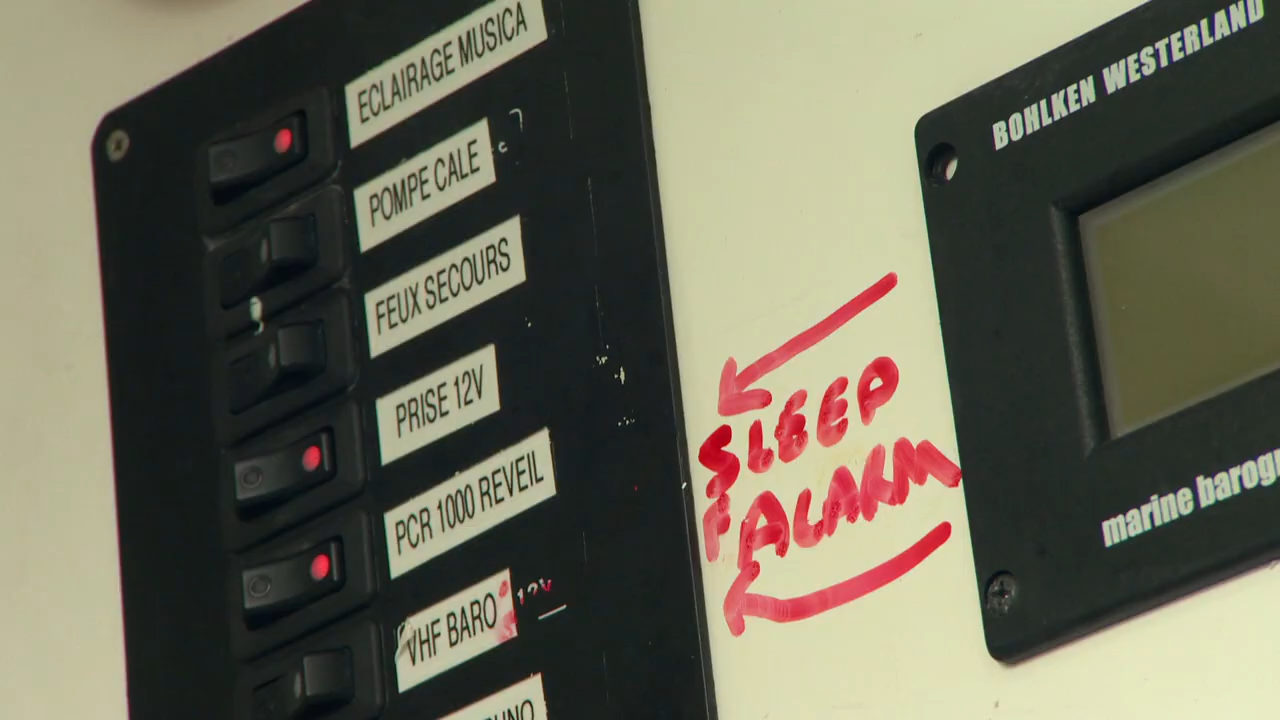 ECLAIRAGE MUSICA
POMPE CALE
FEUX SECOURS
PRISE 12V
PCR 1000 REVEIL
VHF BARO
12V
SLEEP
ALARM
BOHLKEN WESTERLAND
marine barogr